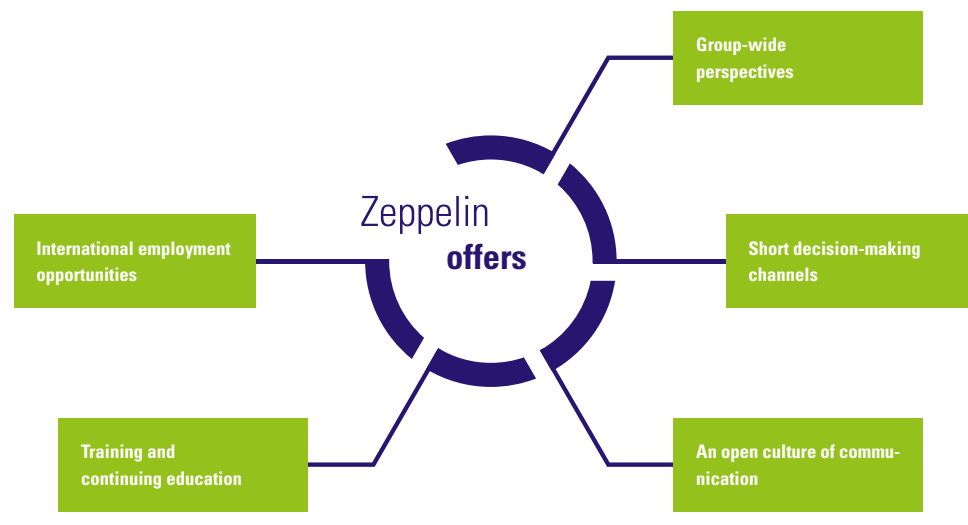 Zeppelin
offers
Group-wide
perspectives
Short decision-making
channels
An open culture of commu-
nication
Training and
continuing education
International employment
opportunities